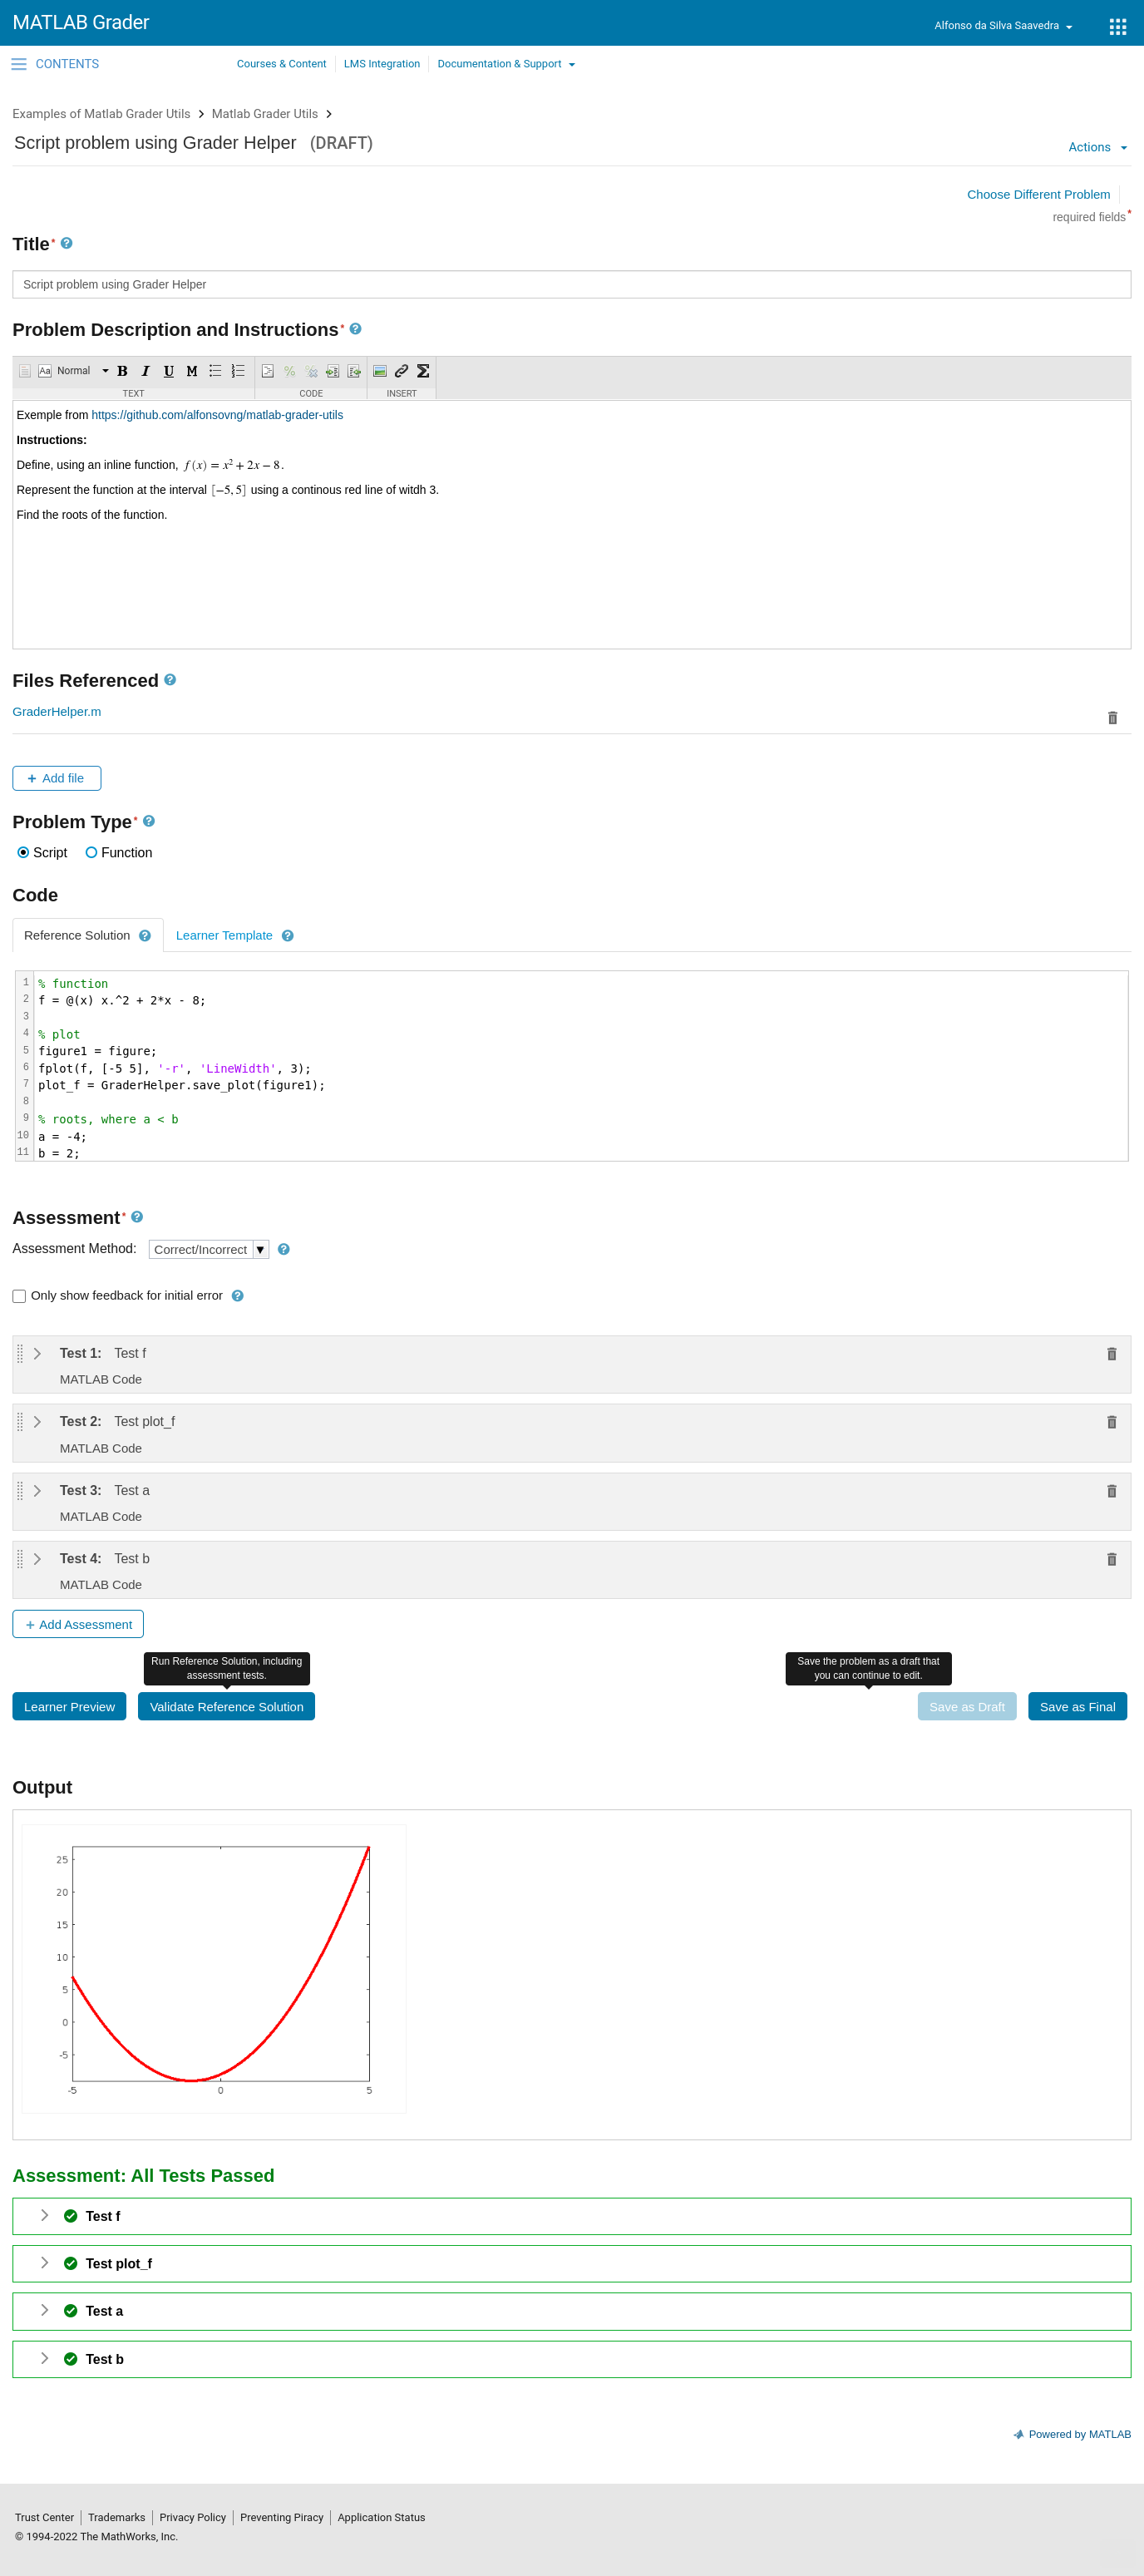 MATLAB Grader
Alfonso da Silva Saavedra
CONTENTS
Courses & Content
LMS Integration
Documentation & Support
Examples of Matlab Grader Utils
Matlab Grader Utils
Script problem using Grader Helper (DRAFT)
Actions
Choose Different Problem
required fields*
Title*
Script problem using Grader Helper
Problem Description and Instructions*
Aa Normal B I U M
TEXT
CODE
INSERT
Exemple from https://github.com/alfonsovng/matlab-grader-utils
Instructions:
Define, using an inline function, f(x) = x² + 2x − 8.
Represent the function at the interval [−5, 5] using a continous red line of witdh 3.
Find the roots of the function.
Files Referenced
GraderHelper.m
+ Add file
Problem Type*
Script
Function
Code
Reference Solution
Learner Template
1 % function
2 f = @(x) x.^2 + 2*x - 8;
3
4 % plot
5 figure1 = figure;
6 fplot(f, [-5 5], '-r', 'LineWidth', 3);
7 plot_f = GraderHelper.save_plot(figure1);
8
9 % roots, where a < b
10 a = -4;
11 b = 2;
Assessment*
Assessment Method: Correct/Incorrect
Only show feedback for initial error
Test 1: Test f
MATLAB Code
Test 2: Test plot_f
MATLAB Code
Test 3: Test a
MATLAB Code
Test 4: Test b
MATLAB Code
+ Add Assessment
Run Reference Solution, including
assessment tests.
Save the problem as a draft that
you can continue to edit.
Learner Preview
Validate Reference Solution
Save as Draft
Save as Final
Output
25
20
15
10
5
0
-5
-5
0
5
Assessment: All Tests Passed
Test f
Test plot_f
Test a
Test b
Powered by MATLAB
Trust Center
Trademarks
Privacy Policy
Preventing Piracy
Application Status
© 1994-2022 The MathWorks, Inc.